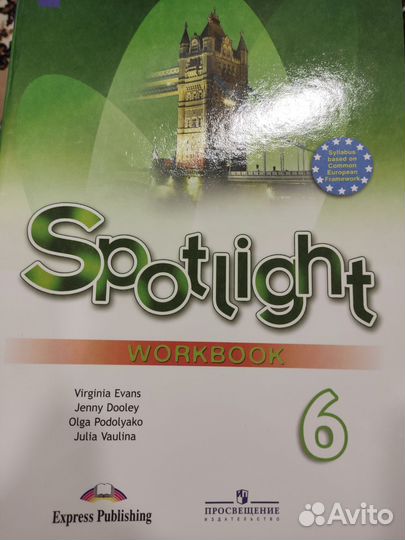 Syllabus
based on
Common
European
Framework
Spotlight
WORKBOOK
Virginia Evans
Jenny Dooley
Olga Podolyako
Julia Vaulina
6
Express Publishing
ПРОСВЕЩЕНИЕ
ИЗДАТЕЛЬСТВО
Avito